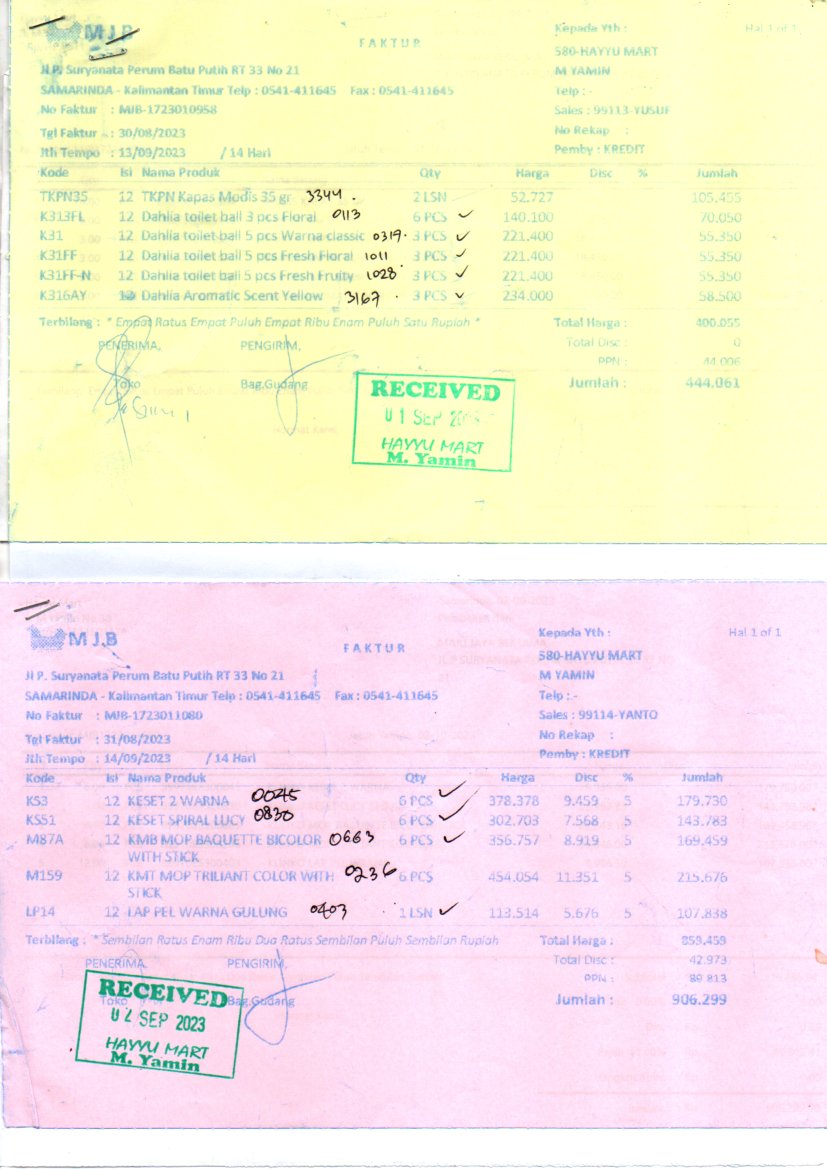 MJB
FAKTUR
Kepada Yth :
Hal 1 of 1
580-HAYYU MART
Jl P. Suryanata Perum Batu Putih RT 33 No 21
M YAMIN
SAMARINDA - Kalimantan Timur Telp : 0541-411645 Fax : 0541-411645
Telp : -
No Faktur : MJB-1723010958
Sales : 99113-YUSUF
Tgl Faktur : 30/08/2023
No Rekap :
Jth Tempo : 13/09/2023 / 14 Hari
Pemby : KREDIT
Kode Isi Nama Produk Qty Harga Disc % Jumlah
TKPN35 12 TKPN Kapas Modis 35 gr 3344 . 2 LSN 52.727 105.455
K313FL 12 Dahlia toilet ball 3 pcs Floral 0113 6 PCS ✓ 140.100 70.050
K31 12 Dahlia toilet ball 5 pcs Warna classic 0319. 3 PCS ✓ 221.400 55.350
K31FF 12 Dahlia toilet ball 5 pcs Fresh Floral 1011 3 PCS ✓ 221.400 55.350
K31FF-N 12 Dahlia toilet ball 5 pcs Fresh Fruity 1028 3 PCS ✓ 221.400 55.350
K316AY 12 Dahlia Aromatic Scent Yellow 3167 . 3 PCS ✓ 234.000 58.500
Terbilang : * Empat Ratus Empat Puluh Empat Ribu Enam Puluh Satu Rupiah * Total Harga : 400.055
Total Disc : 0
PENERIMA, PENGIRIM,
PPN : 44.006
Toko Bag.Gudang Jumlah : 444.061
RECEIVED
01 SEP
HAYYU MART
M. Yamin
MJ.B
FAKTUR
Kepada Yth :
Hal 1 of 1
580-HAYYU MART
Jl P. Suryanata Perum Batu Putih RT 33 No 21
M YAMIN
SAMARINDA - Kalimantan Timur Telp : 0541-411645 Fax : 0541-411645
Telp : -
No Faktur : MJB-1723011080
Sales : 99114-YANTO
Tgl Faktur : 31/08/2023
No Rekap :
Jth Tempo : 14/09/2023 / 14 Hari
Pemby : KREDIT
Kode Isi Nama Produk Qty Harga Disc % Jumlah
KS3 12 KESET 2 WARNA 0045 6 PCS ✓ 378.378 9.459 5 179.730
KS51 12 KESET SPIRAL LUCY 0830 6 PCS ✓ 302.703 7.568 5 143.783
M87A 12 KMB MOP BAQUETTE BICOLOR 0663 6 PCS ✓ 356.757 8.919 5 169.459
WITH STICK
M159 12 KMT MOP TRILIANT COLOR WITH 0236 6 PCS 454.054 11.351 5 215.676
STICK
LP14 12 LAP PEL WARNA GULUNG 0403 1 LSN ✓ 113.514 5.676 5 107.838
Terbilang : * Sembilan Ratus Enam Ribu Dua Ratus Sembilan Puluh Sembilan Rupiah Total Harga : 859.459
Total Disc : 42.973
PENERIMA, PENGIRIM,
PPN : 89.813
Toko Bag.Gudang Jumlah : 906.299
RECEIVED
02 SEP 2023
HAYYU MART
M. Yamin